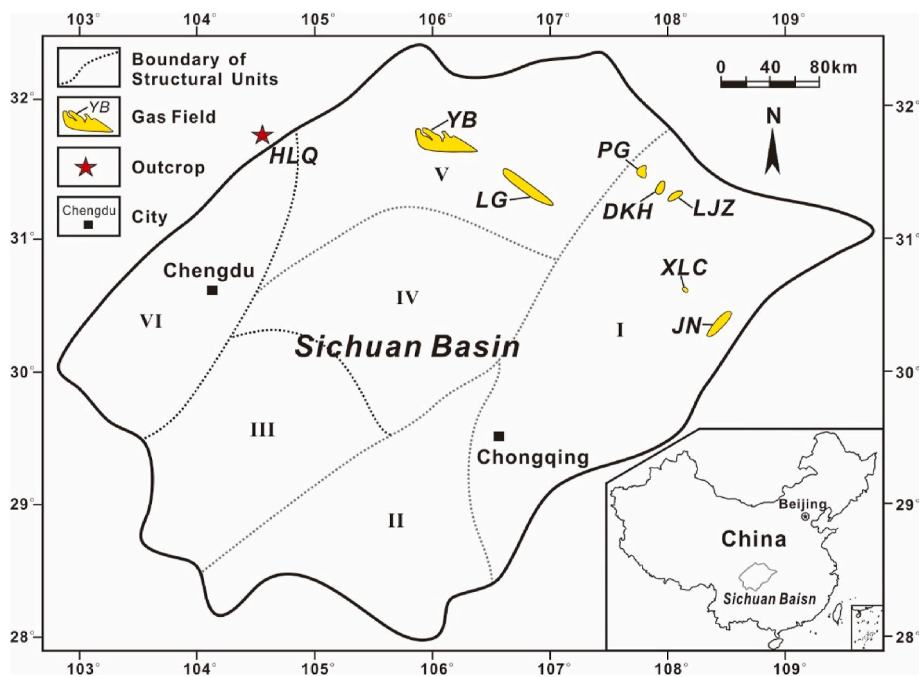 103° 104° 105° 106° 107° 108° 109°
Boundary of
Structural Units
YB
Gas Field
Outcrop
Chengdu
City
0 40 80km
N
32°
32°
HLQ
YB
V
LG
PG
DKH
LJZ
31°
31°
Chengdu
XLC
IV
VI
JN
I
Sichuan Basin
30°
30°
III
Chongqing
29°
II
Beijing
China
Sichuan Baisn
28°
28°
103° 104° 105° 106° 107° 108° 109°